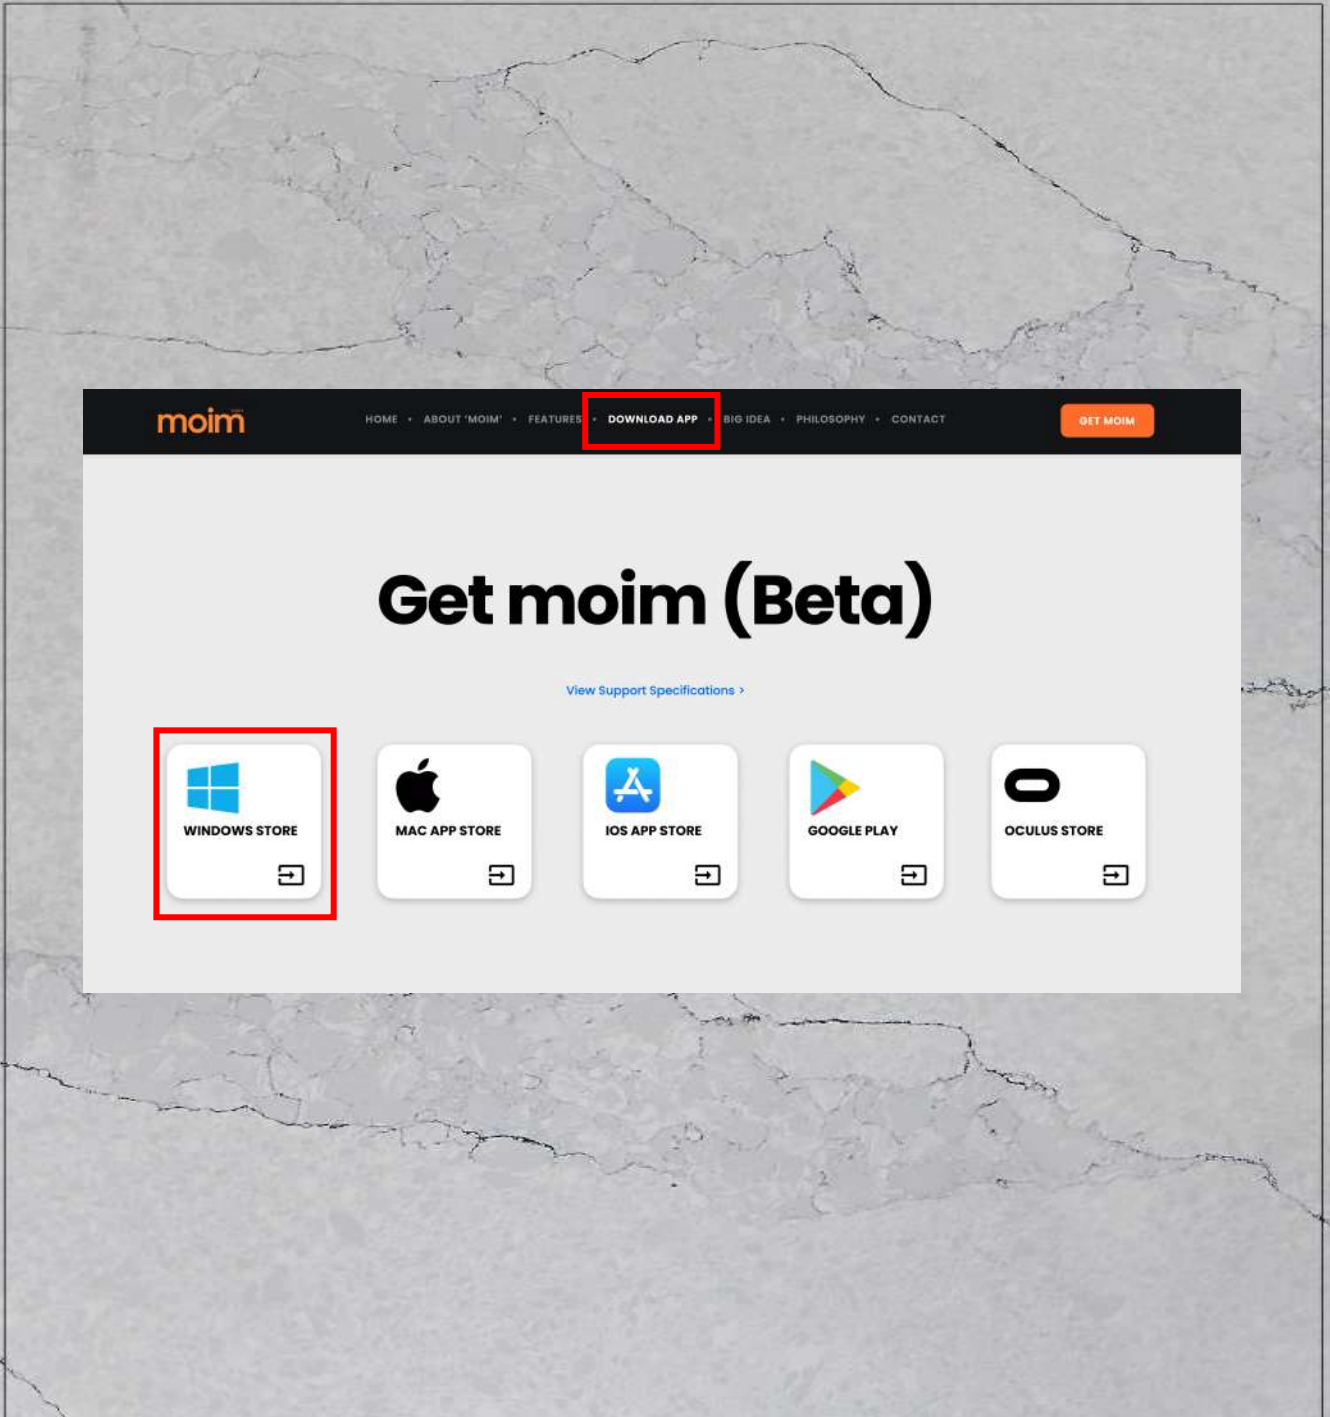 moim
HOME • ABOUT 'MOIM' • FEATURES • DOWNLOAD APP • BIG IDEA • PHILOSOPHY • CONTACT
GET MOIM
Get moim (Beta)
View Support Specifications >
WINDOWS STORE
MAC APP STORE
IOS APP STORE
GOOGLE PLAY
OCULUS STORE